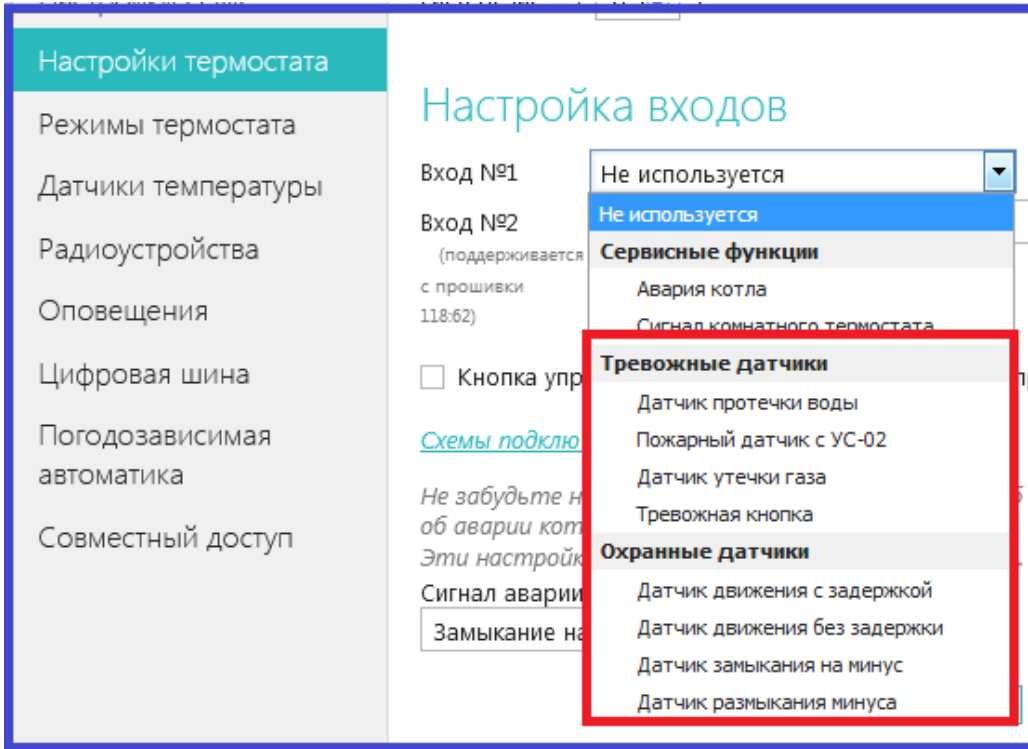 Настройки термостата
Режимы термостата
Датчики температуры
Радиоустройства
Оповещения
Цифровая шина
Погодозависимая
автоматика
Совместный доступ
Настройка входов
Вход №1
Не используется
Вход №2
(поддерживается
с прошивки
118:62)
Не используется
Сервисные функции
Авария котла
Сигнал комнатного термостата
Тревожные датчики
Датчик протечки воды
Пожарный датчик с УС-02
Датчик утечки газа
Тревожная кнопка
Охранные датчики
Датчик движения с задержкой
Датчик движения без задержки
Датчик замыкания на минус
Датчик размыкания минуса
Кнопка упр
Схемы подклю
Не забудьте н
об аварии кот
Эти настройк
Сигнал аварии
Замыкание на